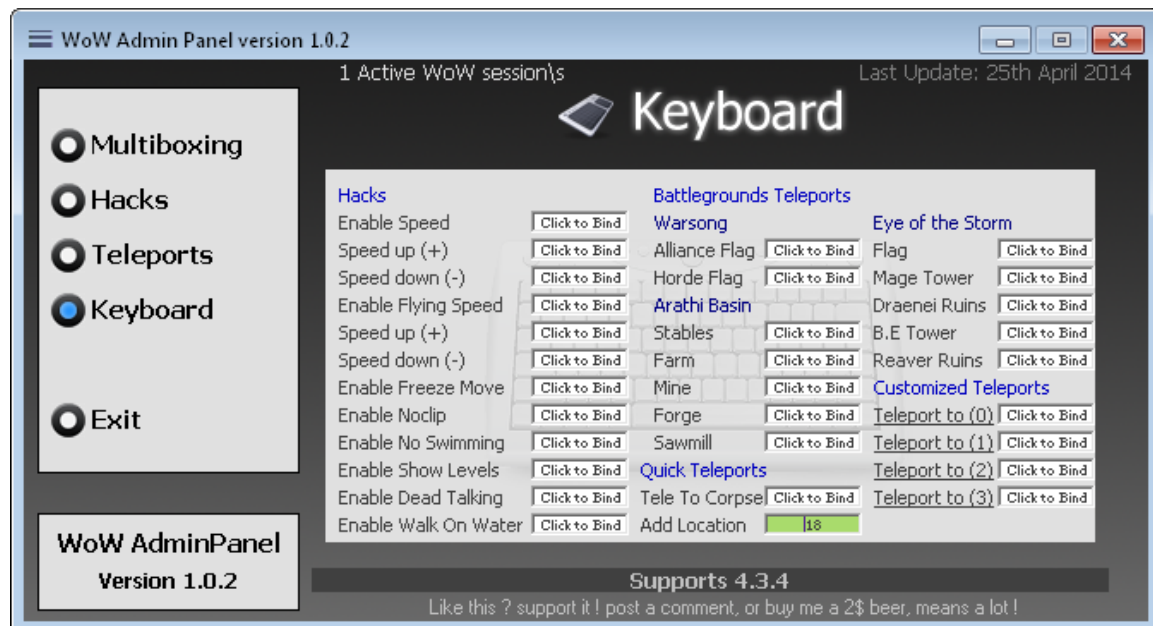 WoW Admin Panel version 1.0.2
1 Active WoW session\s
Last Update: 25th April 2014
Keyboard
Multiboxing
Hacks
Teleports
Keyboard
Exit
WoW AdminPanel
Version 1.0.2
Hacks
Enable Speed Click to Bind
Speed up (+) Click to Bind
Speed down (-) Click to Bind
Enable Flying Speed Click to Bind
Speed up (+) Click to Bind
Speed down (-) Click to Bind
Enable Freeze Move Click to Bind
Enable Noclip Click to Bind
Enable No Swimming Click to Bind
Enable Show Levels Click to Bind
Enable Dead Talking Click to Bind
Enable Walk On Water Click to Bind
Battlegrounds Teleports
Warsong
Alliance Flag Click to Bind
Horde Flag Click to Bind
Arathi Basin
Stables Click to Bind
Farm Click to Bind
Mine Click to Bind
Forge Click to Bind
Sawmill Click to Bind
Quick Teleports
Tele To Corpse Click to Bind
Add Location 18
Eye of the Storm
Flag Click to Bind
Mage Tower Click to Bind
Draenei Ruins Click to Bind
B.E Tower Click to Bind
Reaver Ruins Click to Bind
Customized Teleports
Teleport to (0) Click to Bind
Teleport to (1) Click to Bind
Teleport to (2) Click to Bind
Teleport to (3) Click to Bind
Supports 4.3.4
Like this ? support it ! post a comment, or buy me a 2$ beer, means a lot !